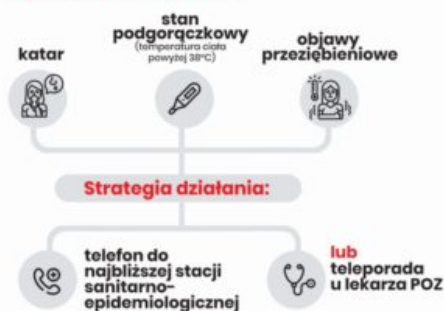 katar
stan
podgorączkowy
(temperatura ciała
powyżej 38°C)
objawy
przeziębieniowe
Strategia działania:
telefon do
najbliższej stacji
sanitarno-
epidemiologicznej
lub
teleporada
u lekarza POZ